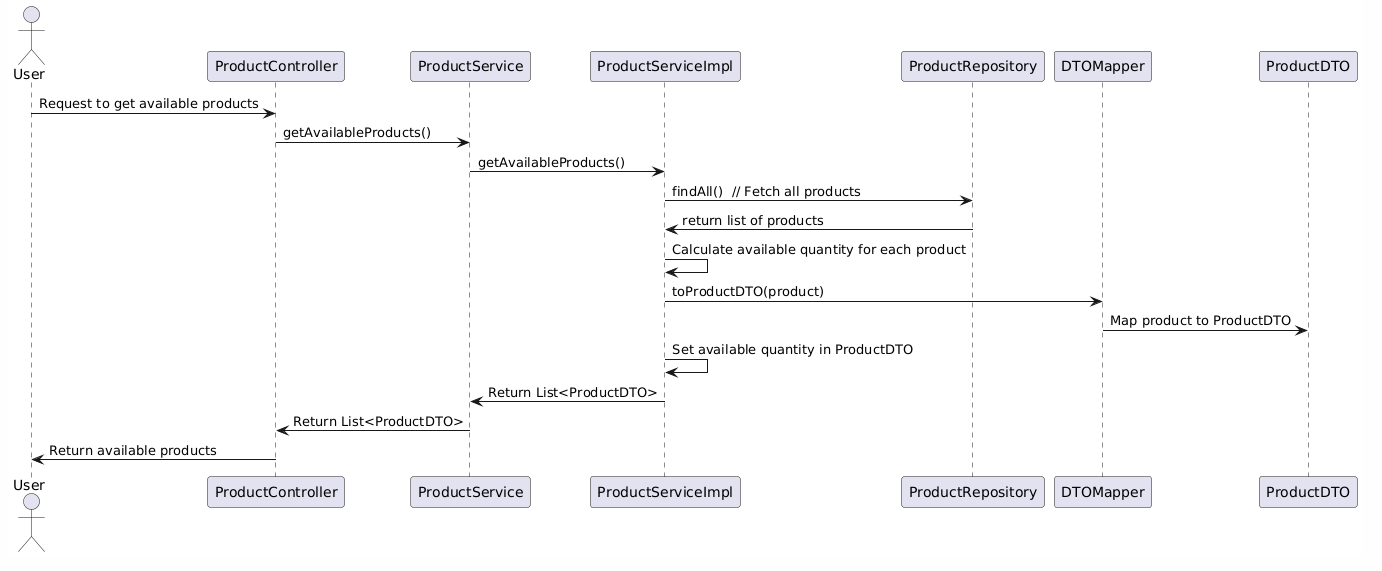 User
ProductController
ProductService
ProductServiceImpl
ProductRepository
DTOMapper
ProductDTO
Request to get available products
getAvailableProducts()
getAvailableProducts()
findAll()  // Fetch all products
return list of products
Calculate available quantity for each product
toProductDTO(product)
Map product to ProductDTO
Set available quantity in ProductDTO
Return List<ProductDTO>
Return List<ProductDTO>
Return available products
User
ProductController
ProductService
ProductServiceImpl
ProductRepository
DTOMapper
ProductDTO